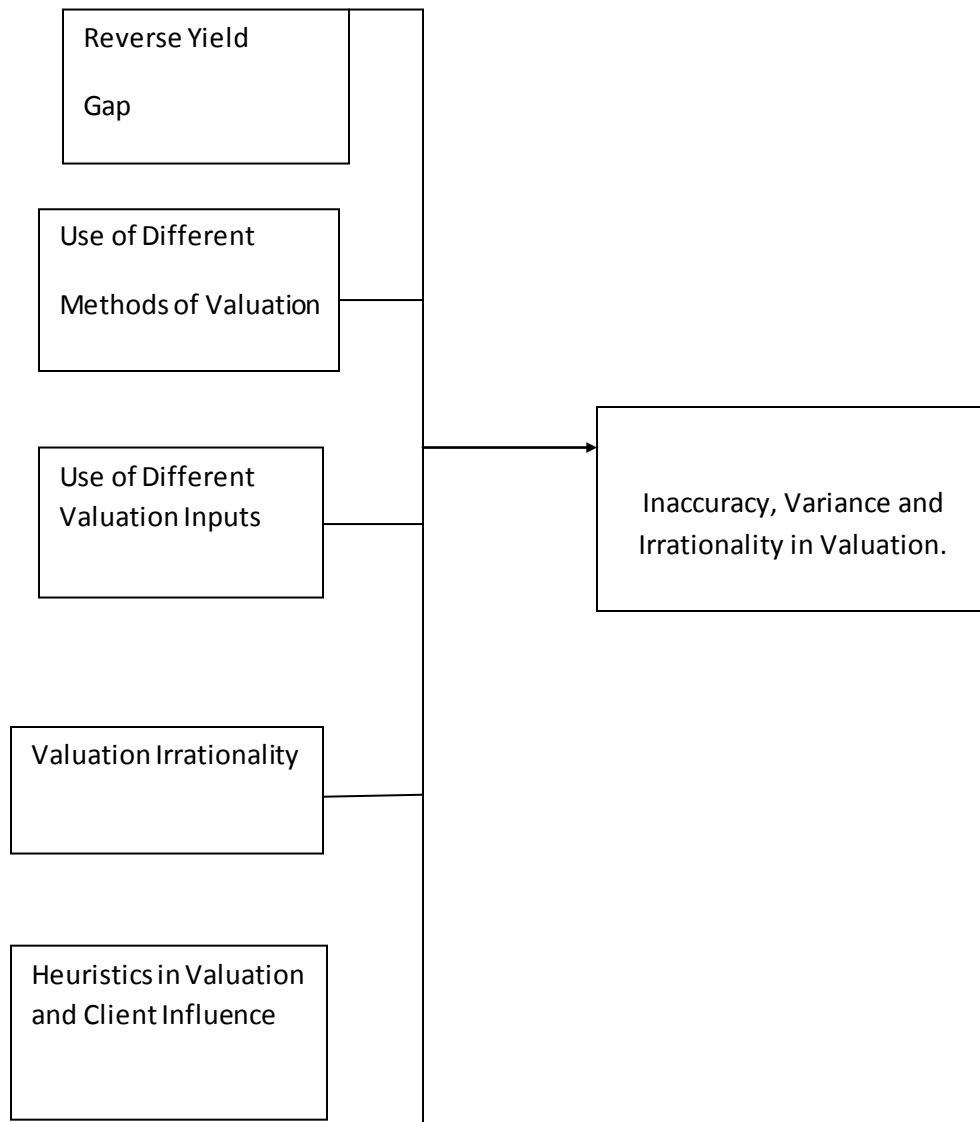 Reverse Yield
Gap
Use of Different
Methods of Valuation
Use of Different
Valuation Inputs
Inaccuracy, Variance and
Irrationality in Valuation.
Valuation Irrationality
Heuristics in Valuation
and Client Influence